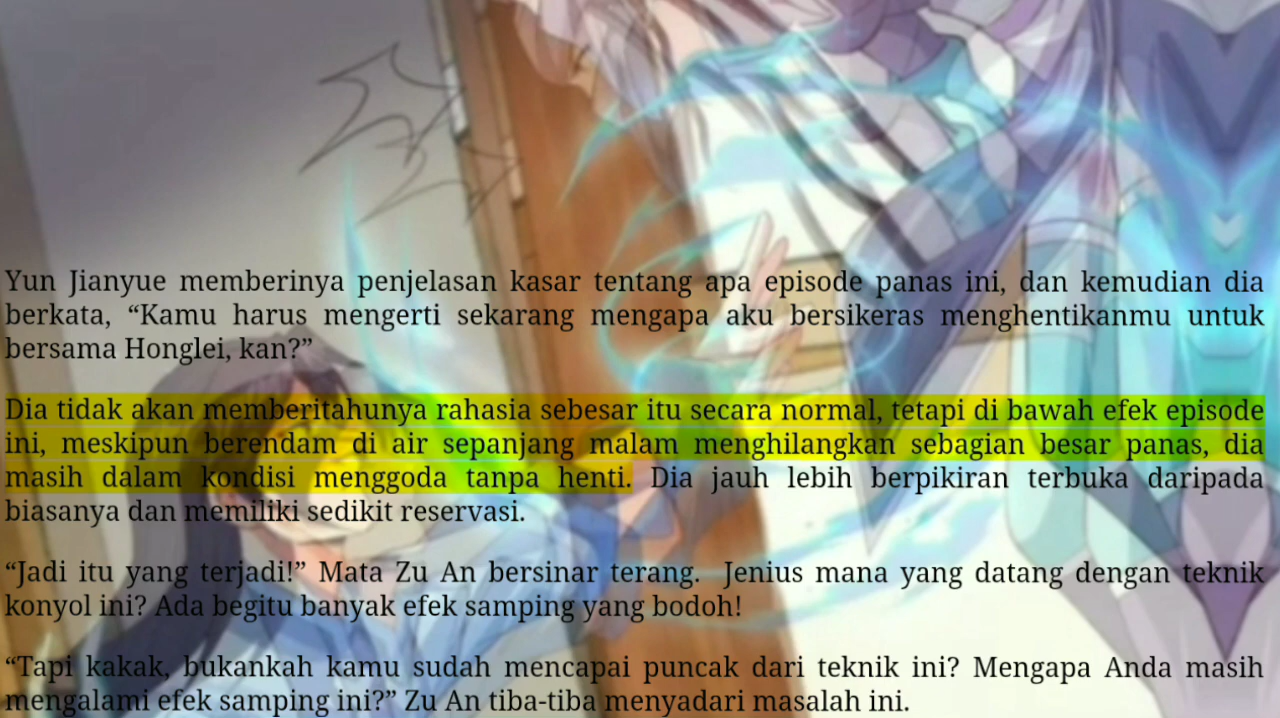 Yun Jianyue memberinya penjelasan kasar tentang apa episode panas ini, dan kemudian dia
berkata, “Kamu harus mengerti sekarang mengapa aku bersikeras menghentikanmu untuk
bersama Honglei, kan?”
Dia tidak akan memberitahunya rahasia sebesar itu secara normal, tetapi di bawah efek episode
ini, meskipun berendam di air sepanjang malam menghilangkan sebagian besar panas, dia
masih dalam kondisi menggoda tanpa henti. Dia jauh lebih berpikiran terbuka daripada
biasanya dan memiliki sedikit reservasi.
“Jadi itu yang terjadi!” Mata Zu An bersinar terang. Jenius mana yang datang dengan teknik
konyol ini? Ada begitu banyak efek samping yang bodoh!
“Tapi kakak, bukankah kamu sudah mencapai puncak dari teknik ini? Mengapa Anda masih
mengalami efek samping ini?” Zu An tiba-tiba menyadari masalah ini.